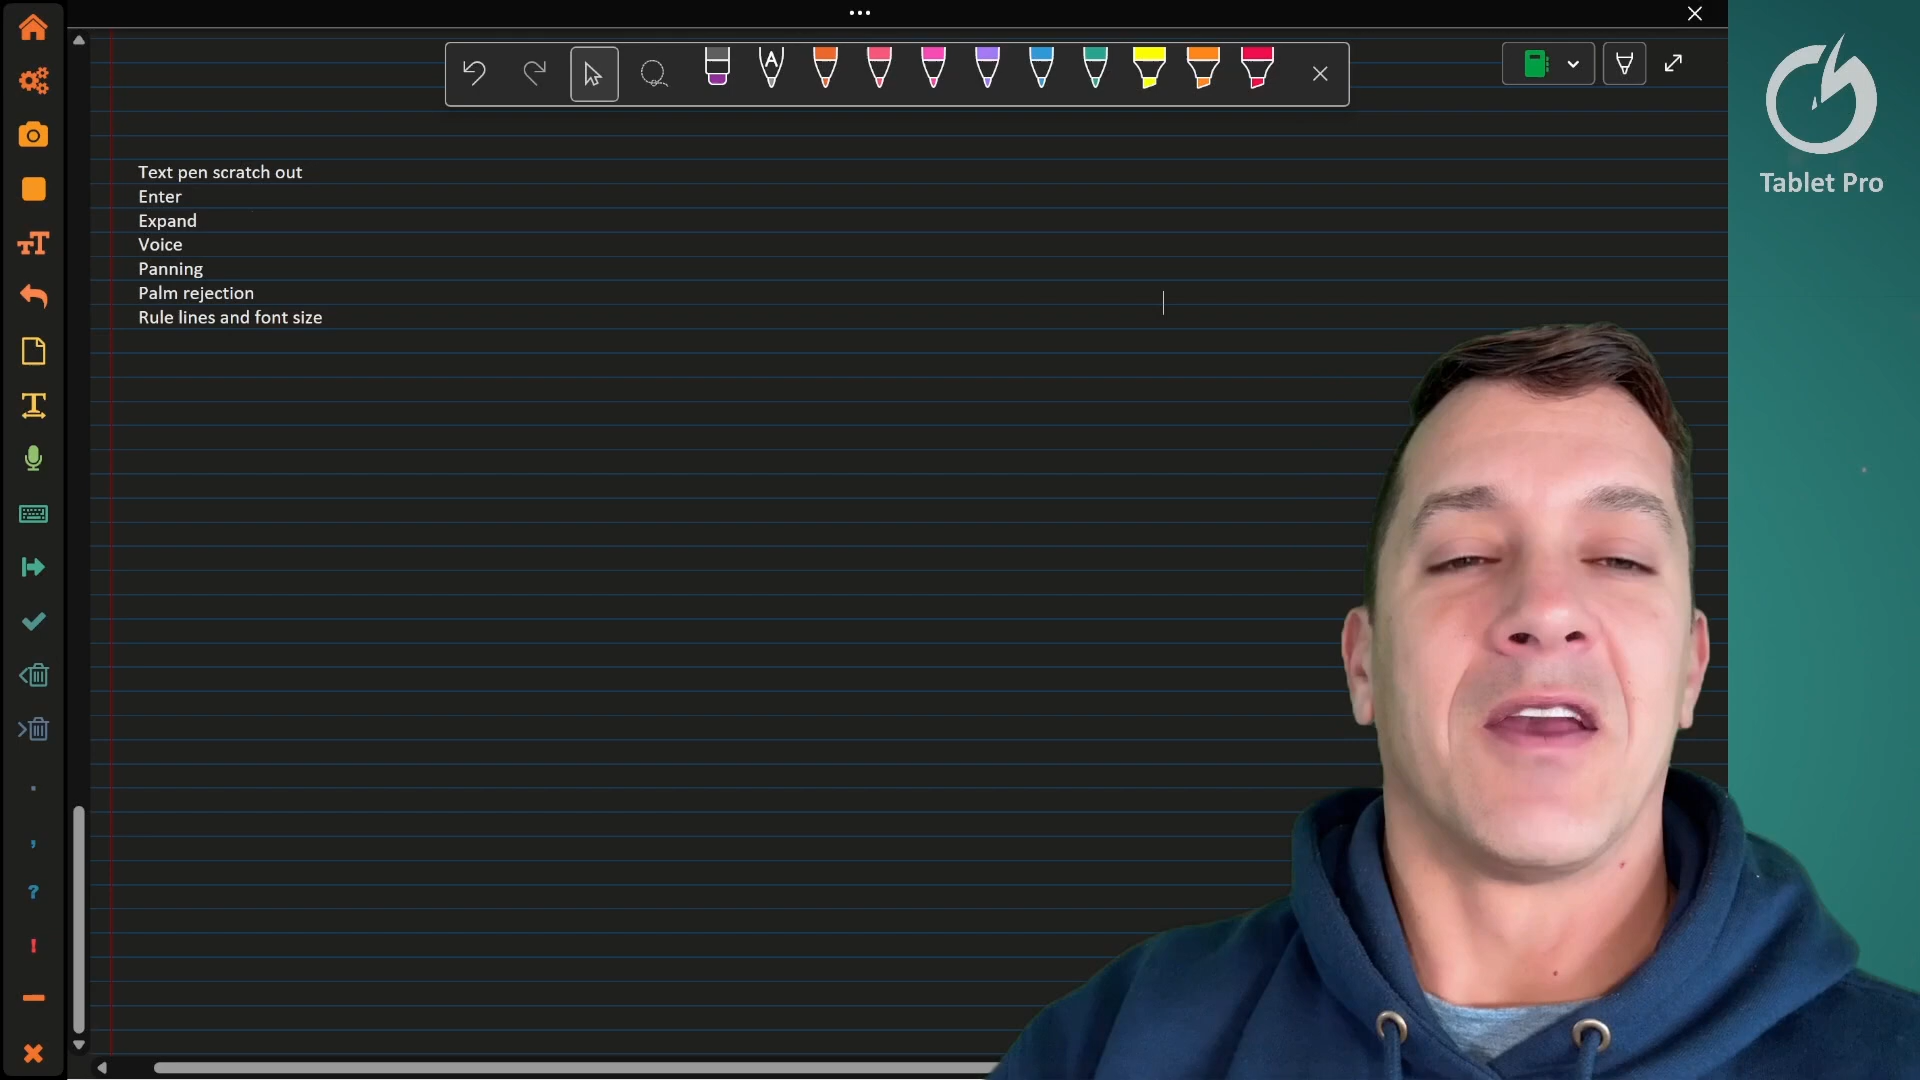 Tablet Pro
Text pen scratch out
Enter
Expand
Voice
Panning
Palm rejection
Rule lines and font size